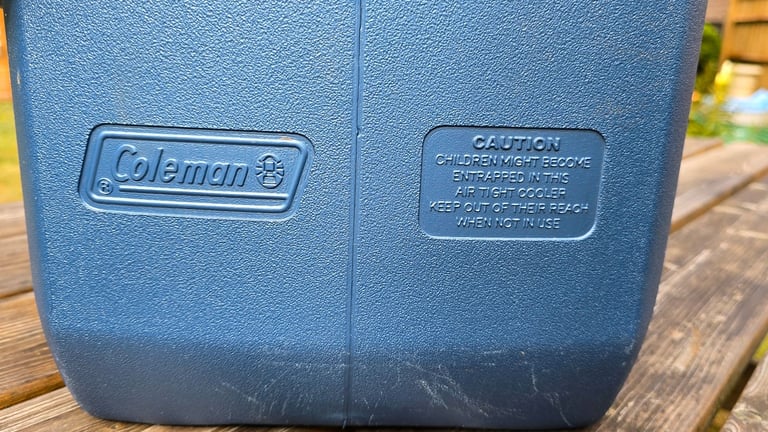 Coleman
®
CAUTION
CHILDREN MIGHT BECOME
ENTRAPPED IN THIS
AIR TIGHT COOLER
KEEP OUT OF THEIR REACH
WHEN NOT IN USE